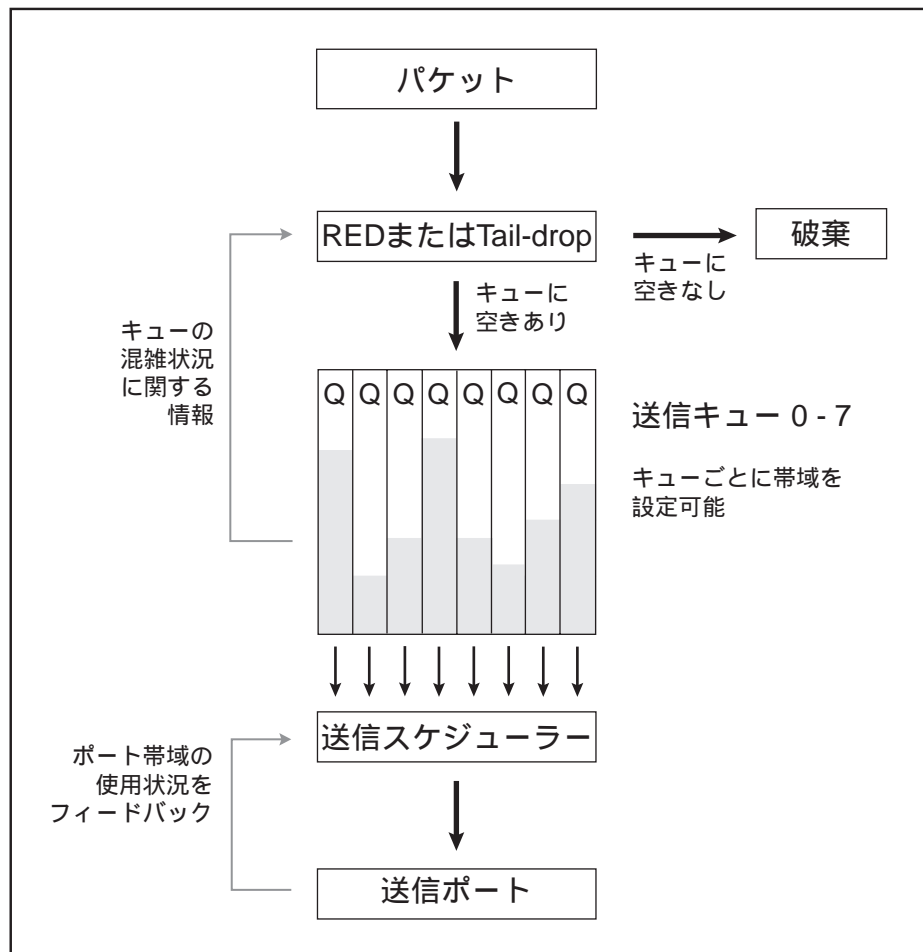 パケット
REDまたはTail-drop
破棄
キューに
空きなし
キューに
空きあり
キューの
混雑状況
に関する
情報
Q Q Q Q Q Q Q Q
送信キュー 0 - 7
キューごとに帯域を
設定可能
送信スケジューラー
ポート帯域の
使用状況を
フィードバック
送信ポート